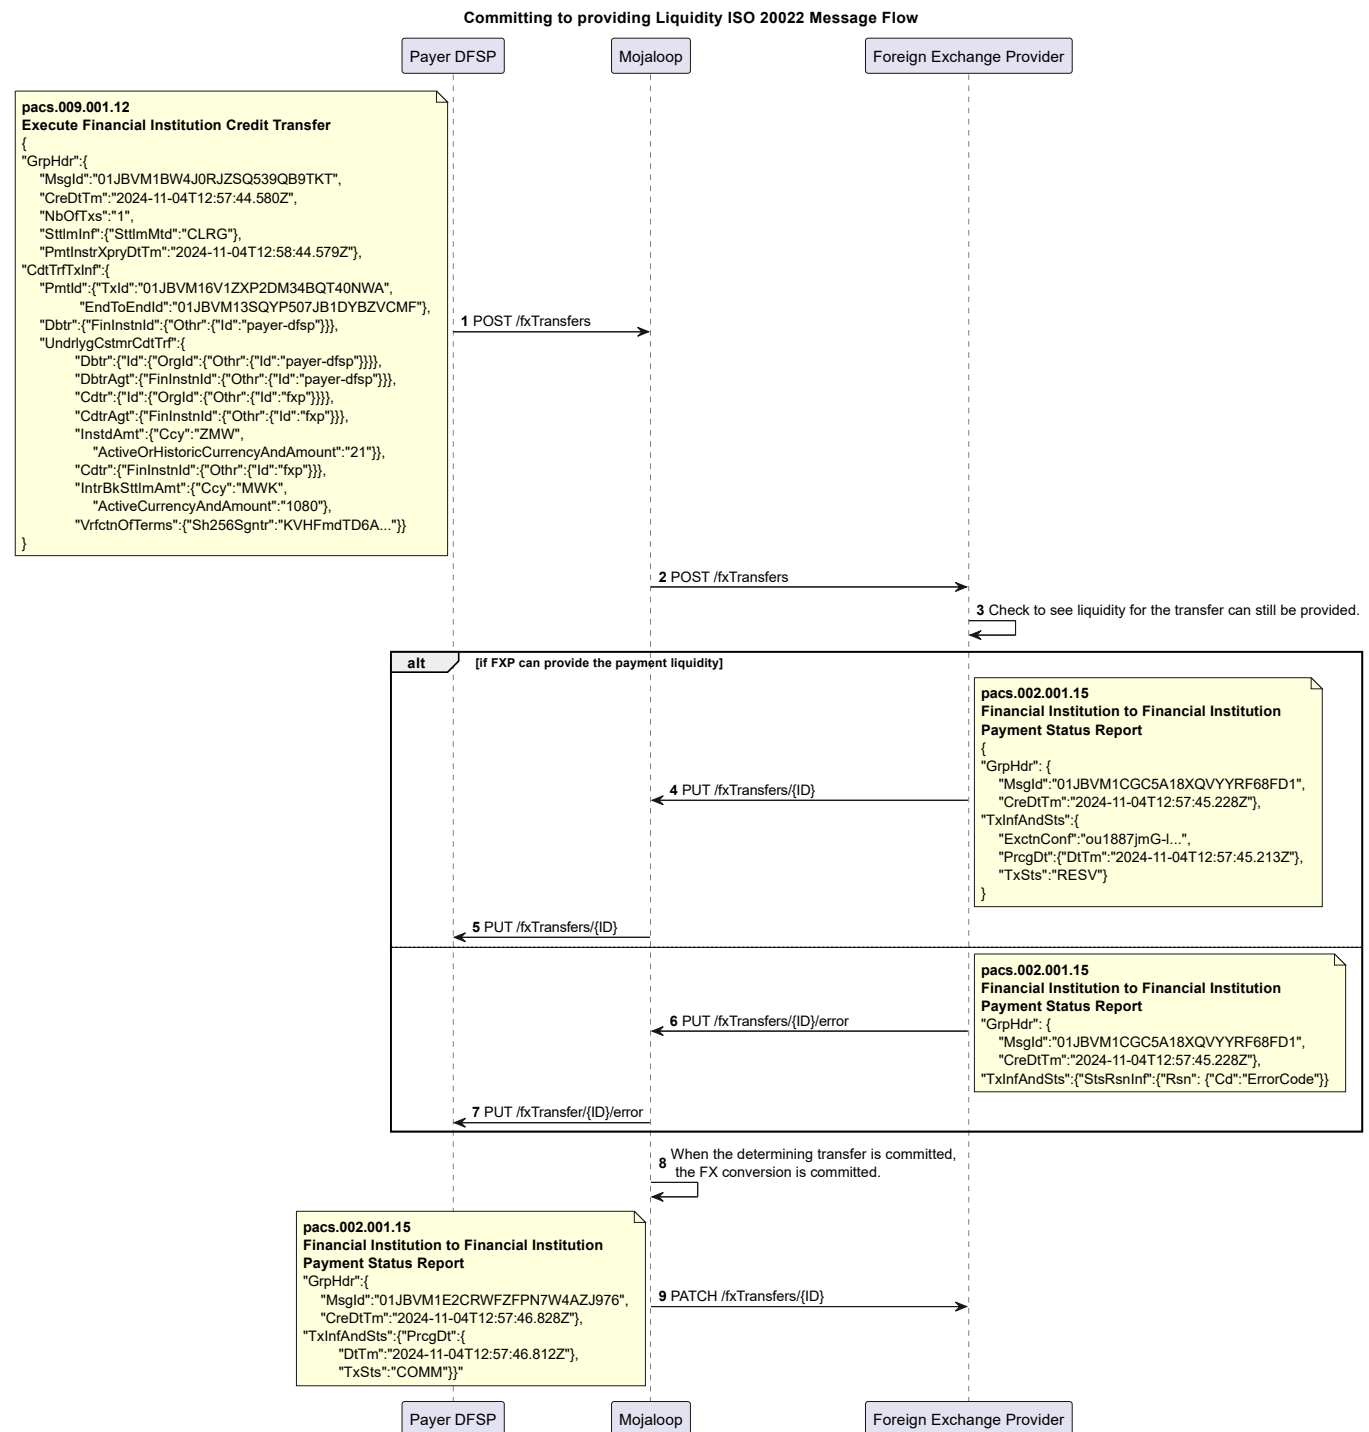 Committing to providing Liquidity ISO 20022 Message Flow
Payer DFSP
Mojaloop
Foreign Exchange Provider
pacs.009.001.12
Execute Financial Institution Credit Transfer
{
"GrpHdr":{
"MsgId":"01JBVM1BW4J0RJZSQ539QB9TKT",
"CreDtTm":"2024-11-04T12:57:44.580Z",
"NbOfTxs":"1",
"SttlmInf":{"SttlmMtd":"CLRG"},
"PmtInstrXpryDtTm":"2024-11-04T12:58:44.579Z"},
"CdtTrfTxInf":{
"PmtId":{"TxId":"01JBVM16V1ZXP2DM34BQT40NWA",
"EndToEndId":"01JBVM13SQYP507JB1DYBZVCMF"},
"Dbtr":{"FinInstnId":{"Othr":{"Id":"payer-dfsp"}}},
"UndrlygCstmrCdtTrf":{
"Dbtr":{"Id":{"OrgId":{"Othr":{"Id":"payer-dfsp"}}}},
"DbtrAgt":{"FinInstnId":{"Othr":{"Id":"payer-dfsp"}}},
"Cdtr":{"Id":{"OrgId":{"Othr":{"Id":"fxp"}}}},
"CdtrAgt":{"FinInstnId":{"Othr":{"Id":"fxp"}}},
"InstdAmt":{"Ccy":"ZMW",
"ActiveOrHistoricCurrencyAndAmount":"21"}},
"Cdtr":{"FinInstnId":{"Othr":{"Id":"fxp"}}},
"IntrBkSttlmAmt":{"Ccy":"MWK",
"ActiveCurrencyAndAmount":"1080"},
"VrfctnOfTerms":{"Sh256Sgntr":"KVHFmdTD6A..."}}
}
1 POST /fxTransfers
2 POST /fxTransfers
3 Check to see liquidity for the transfer can still be provided.
alt [if FXP can provide the payment liquidity]
pacs.002.001.15
Financial Institution to Financial Institution
Payment Status Report
{
"GrpHdr": {
"MsgId":"01JBVM1CGC5A18XQVYYRF68FD1",
"CreDtTm":"2024-11-04T12:57:45.228Z"},
"TxInfAndSts":{
"ExctnConf":"ou1887jmG-l...",
"PrcgDt":{"DtTm":"2024-11-04T12:57:45.213Z"},
"TxSts":"RESV"}
}
4 PUT /fxTransfers/{ID}
5 PUT /fxTransfers/{ID}
pacs.002.001.15
Financial Institution to Financial Institution
Payment Status Report
"GrpHdr": {
"MsgId":"01JBVM1CGC5A18XQVYYRF68FD1",
"CreDtTm":"2024-11-04T12:57:45.228Z"},
"TxInfAndSts":{"StsRsnInf":{"Rsn": {"Cd":"ErrorCode"}}
6 PUT /fxTransfers/{ID}/error
7 PUT /fxTransfer/{ID}/error
8 When the determining transfer is committed,
the FX conversion is committed.
pacs.002.001.15
Financial Institution to Financial Institution
Payment Status Report
"GrpHdr":{
"MsgId":"01JBVM1E2CRWFZFPN7W4AZJ976",
"CreDtTm":"2024-11-04T12:57:46.828Z"},
"TxInfAndSts":{"PrcgDt":{
"DtTm":"2024-11-04T12:57:46.812Z"},
"TxSts":"COMM"}}"
9 PATCH /fxTransfers/{ID}
Payer DFSP
Mojaloop
Foreign Exchange Provider